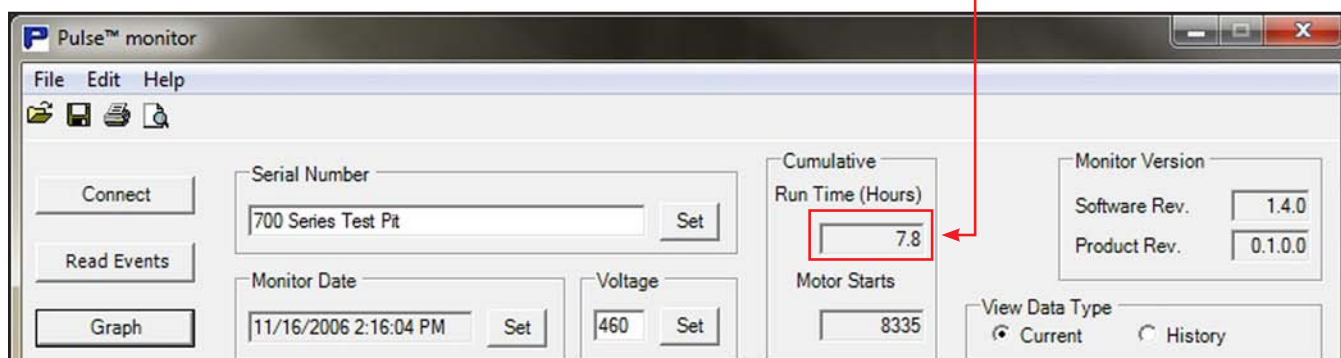 Pulse™ monitor
File Edit Help
Connect
Read Events
Graph
Serial Number
700 Series Test Pit Set
Monitor Date
11/16/2006 2:16:04 PM Set
Voltage
460 Set
Cumulative
Run Time (Hours)
7.8
Motor Starts
8335
Monitor Version
Software Rev. 1.4.0
Product Rev. 0.1.0.0
View Data Type
Current History